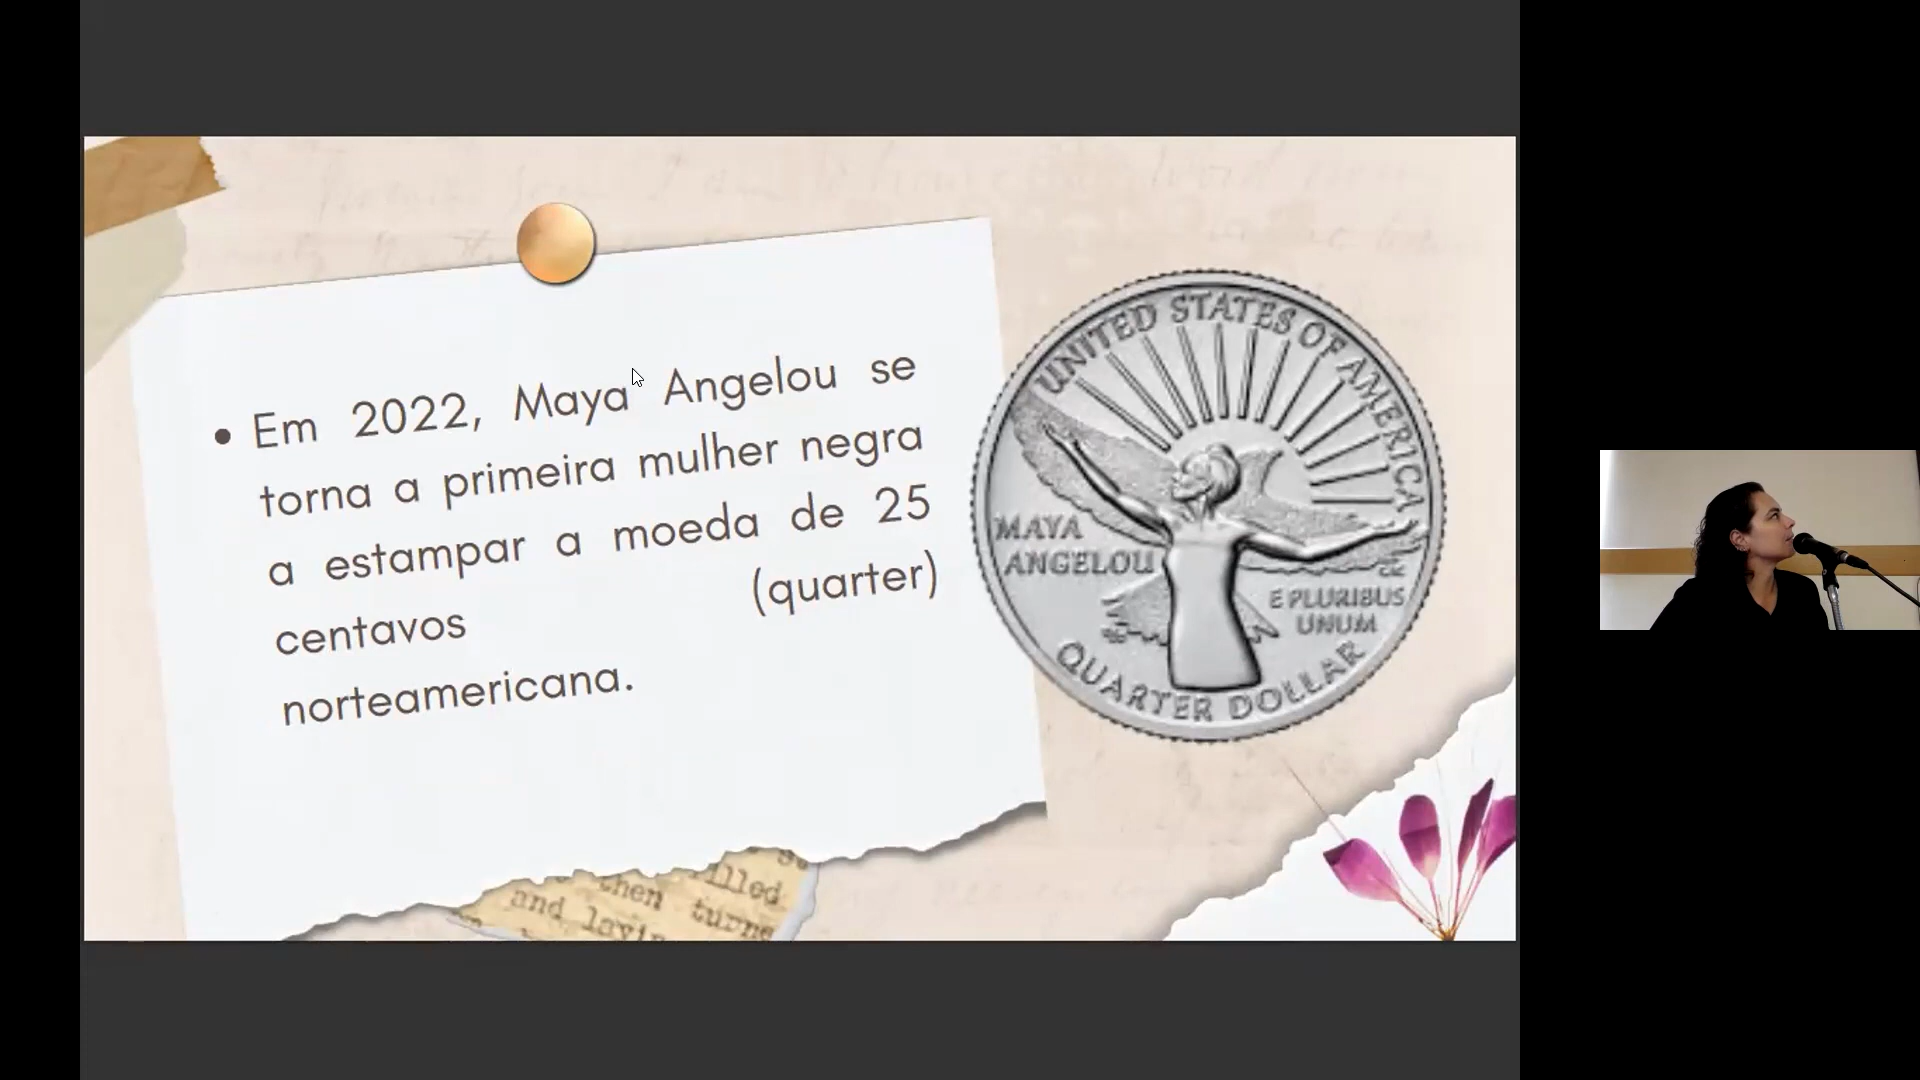 Em 2022, Maya Angelou se
torna a primeira mulher negra
a estampar a moeda de 25
centavos (quarter)
norteamericana.
UNITED STATES OF AMERICA
MAYA
ANGELOU
E PLURIBUS
UNUM
QUARTER DOLLAR
then
illed
and
turne